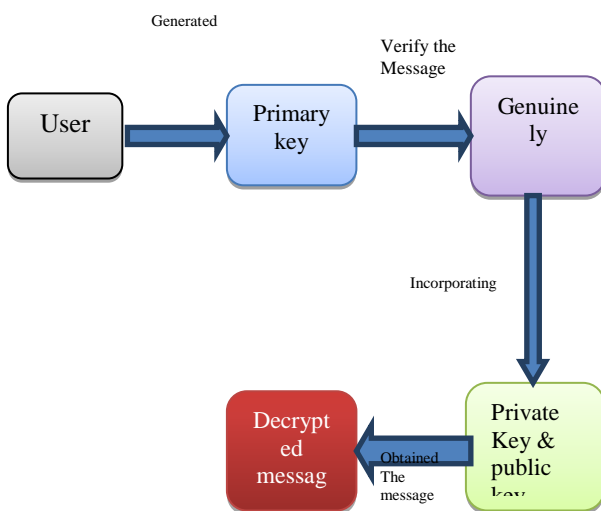 Generated
Verify the
Message
User
Primary
key
Genuine
ly
Incorporating
Private
Key &
public
key
Decrypt
ed
messag
Obtained
The
message